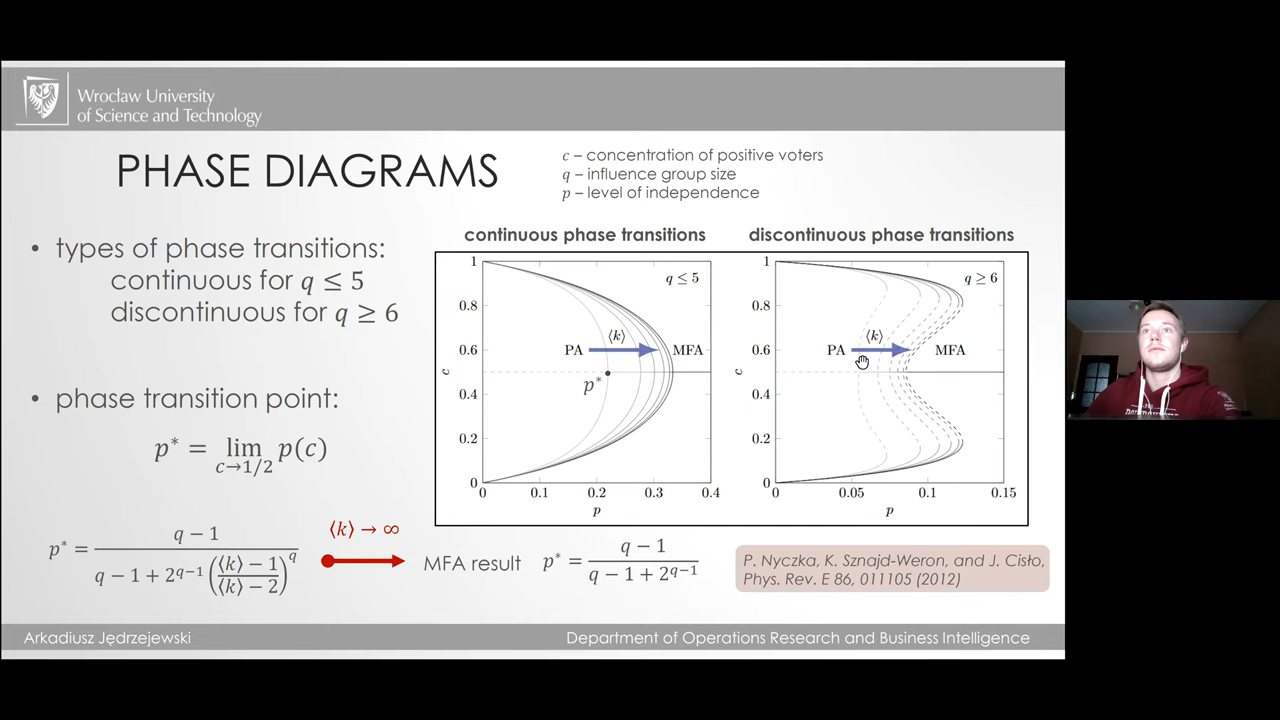 Wrocław University
of Science and Technology
PHASE DIAGRAMS
c – concentration of positive voters
q – influence group size
p – level of independence
• types of phase transitions:
continuous for q ≤ 5
discontinuous for q ≥ 6
• phase transition point:
p* = lim p(c)
c→1/2
p* = (q − 1) / (q − 1 + 2^(q−1) ((⟨k⟩ − 1)/(⟨k⟩ − 2))^q)
⟨k⟩ → ∞
MFA result p* = (q − 1) / (q − 1 + 2^(q−1))
continuous phase transitions
q ≤ 5
1
0.8
0.6
0.4
0.2
0
c
PA
⟨k⟩
MFA
p*
0 0.1 0.2 0.3 0.4
p
discontinuous phase transitions
q ≥ 6
1
0.8
0.6
0.4
0.2
0
c
PA
⟨k⟩
MFA
0 0.05 0.1 0.15
p
P. Nyczka, K. Sznajd-Weron, and J. Cisło,
Phys. Rev. E 86, 011105 (2012)
Arkadiusz Jędrzejewski
Department of Operations Research and Business Intelligence